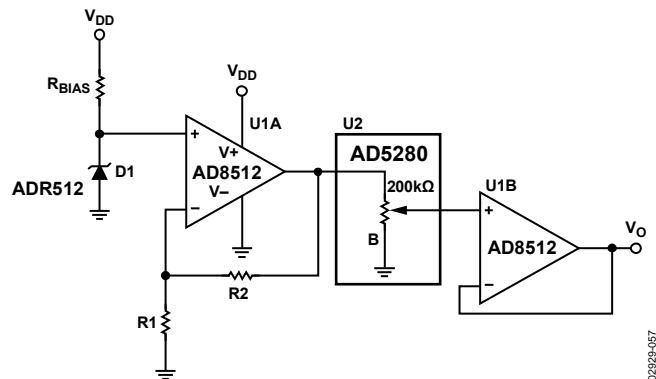 VDD
RBIAS
VDD
U1A
U2
AD5280
+
V+
AD8512
V−
−
D1
ADR512
200kΩ
U1B
+
AD8512
−
VO
B
R2
R1
02929-057